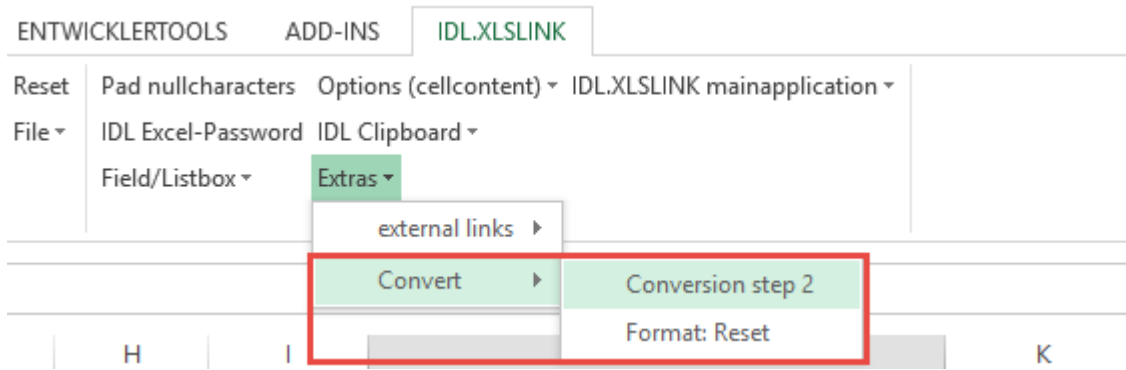 ENTWICKLERTOOLS ADD-INS IDL.XLSLINK
Reset Pad nullcharacters Options (cellcontent) IDL.XLSLINK mainapplication
File IDL Excel-Password IDL Clipboard
Field/Listbox Extras
external links
Convert Conversion step 2
Format: Reset
H I K